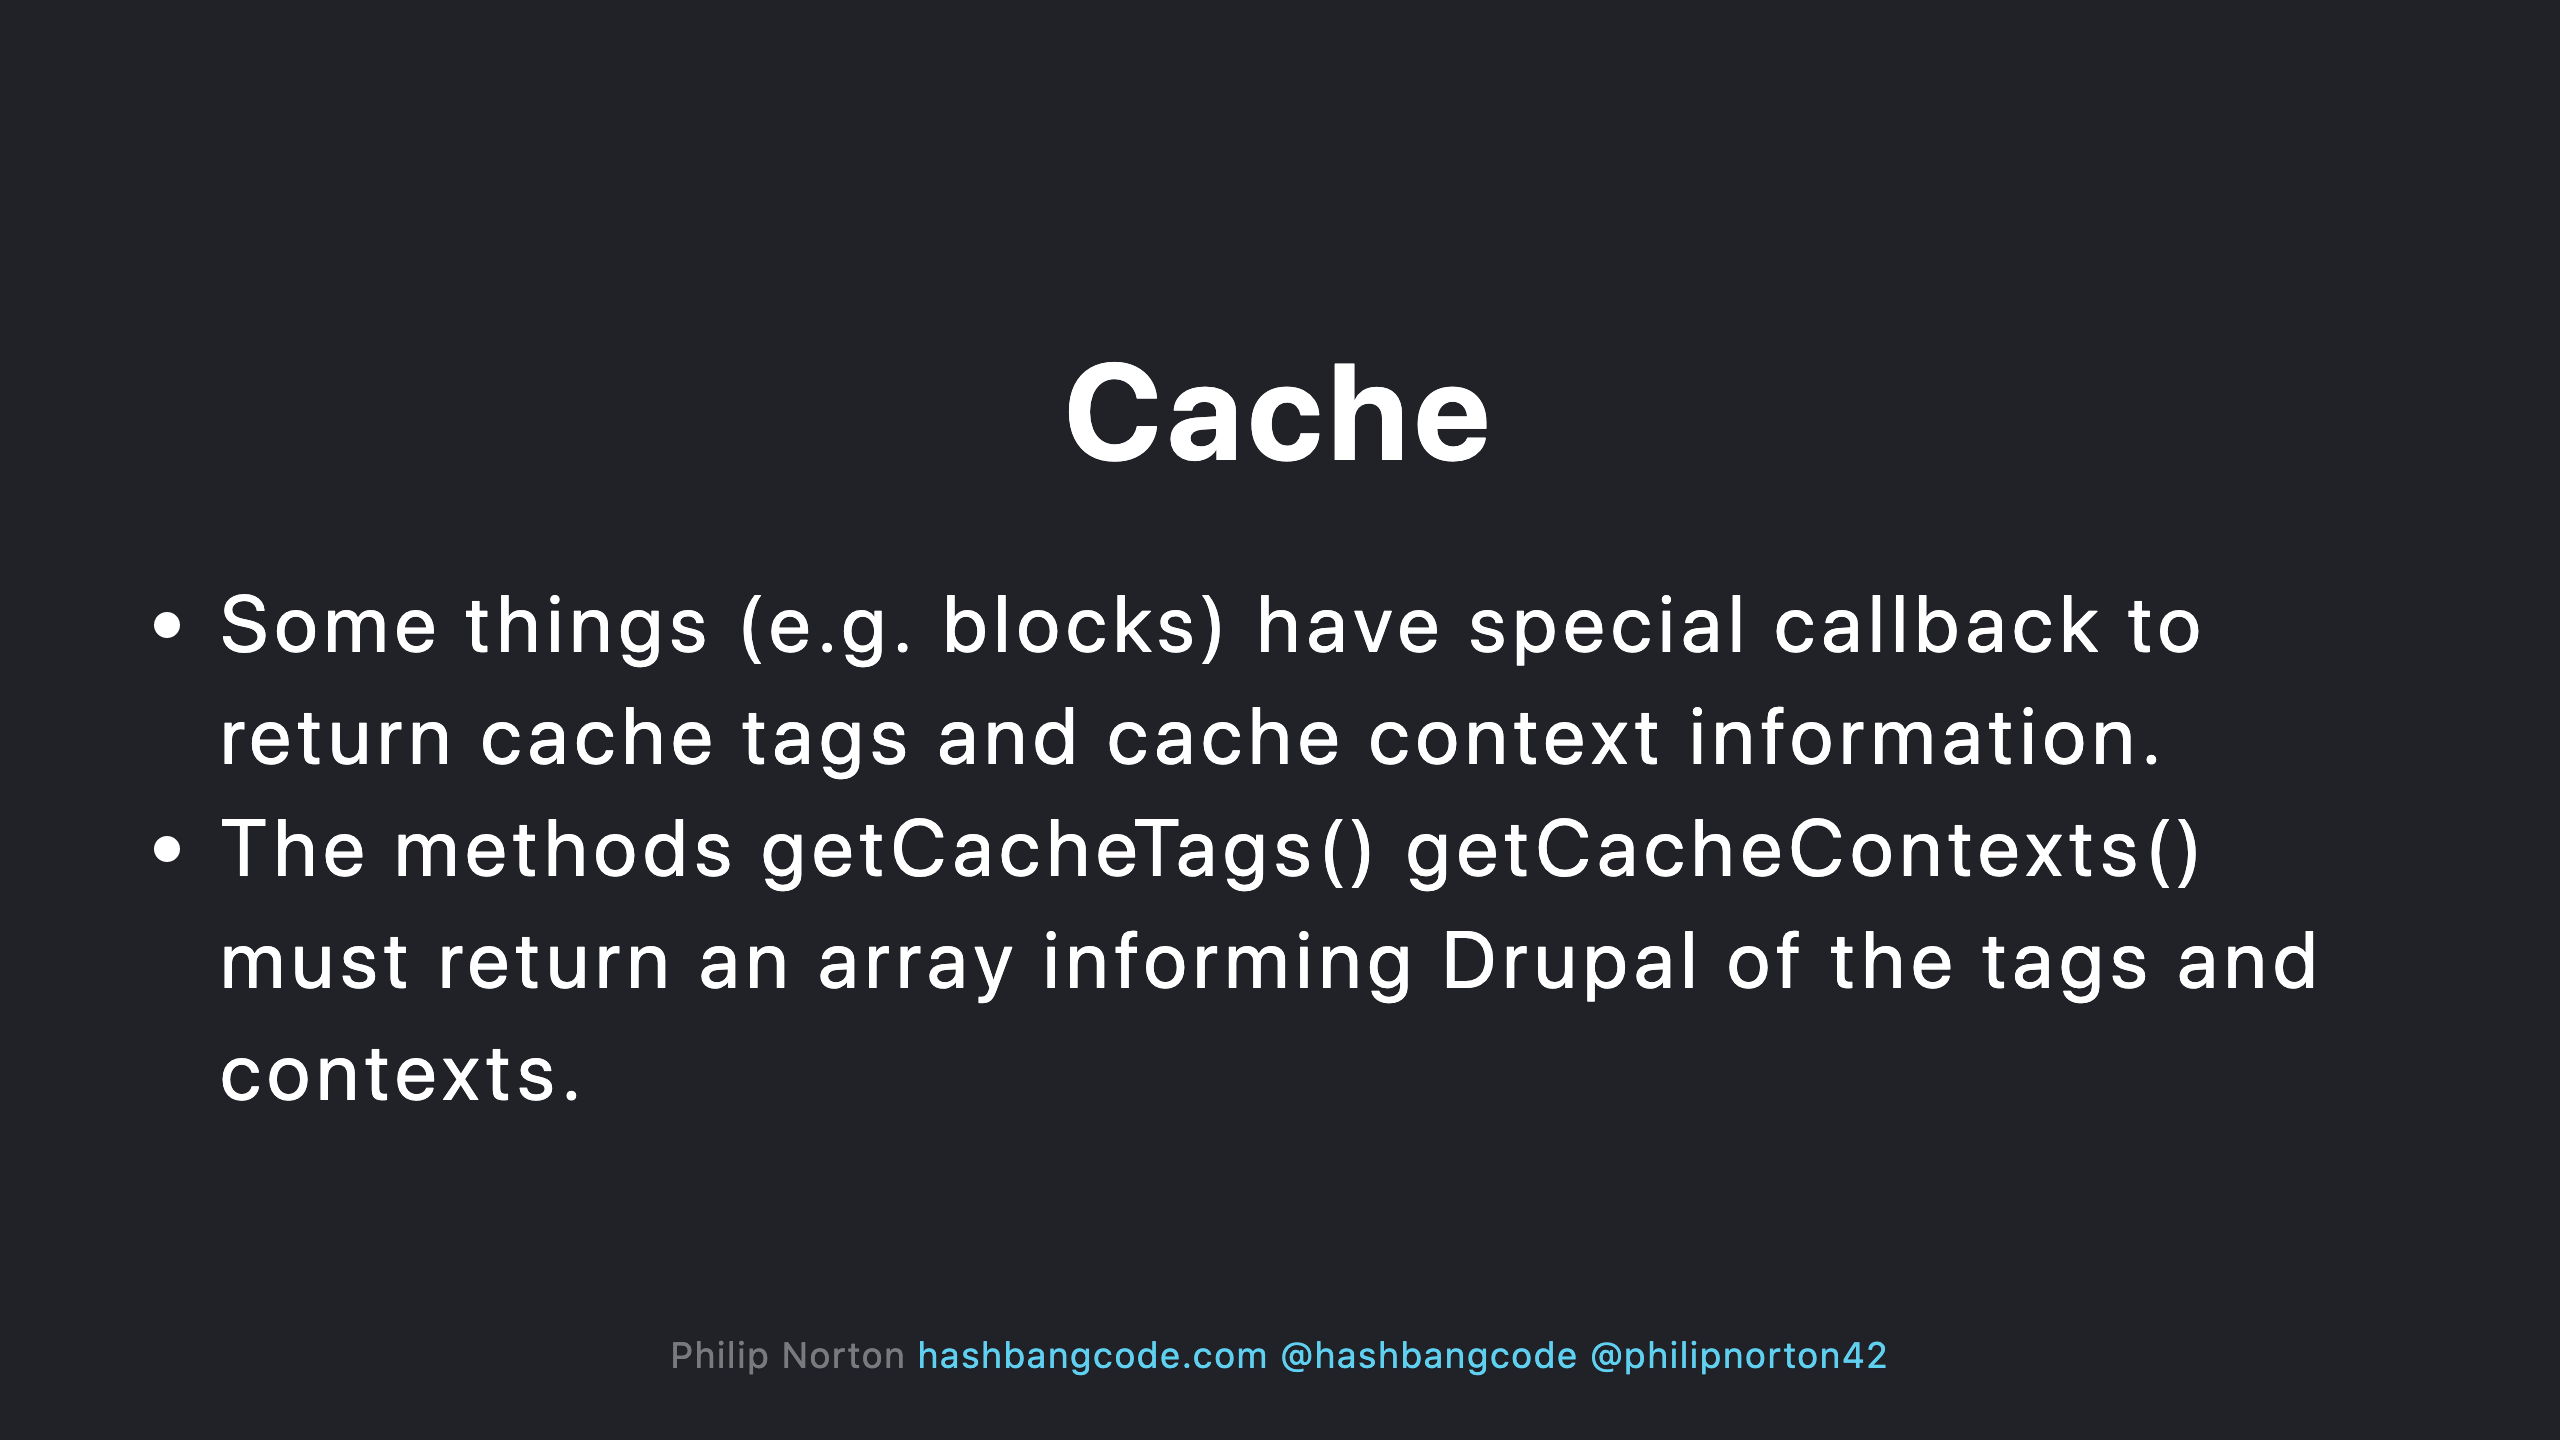 Cache
• Some things (e.g. blocks) have special callback to
return cache tags and cache context information.
• The methods getCacheTags() getCacheContexts()
must return an array informing Drupal of the tags and
contexts.
Philip Norton hashbangcode.com @hashbangcode @philipnorton42